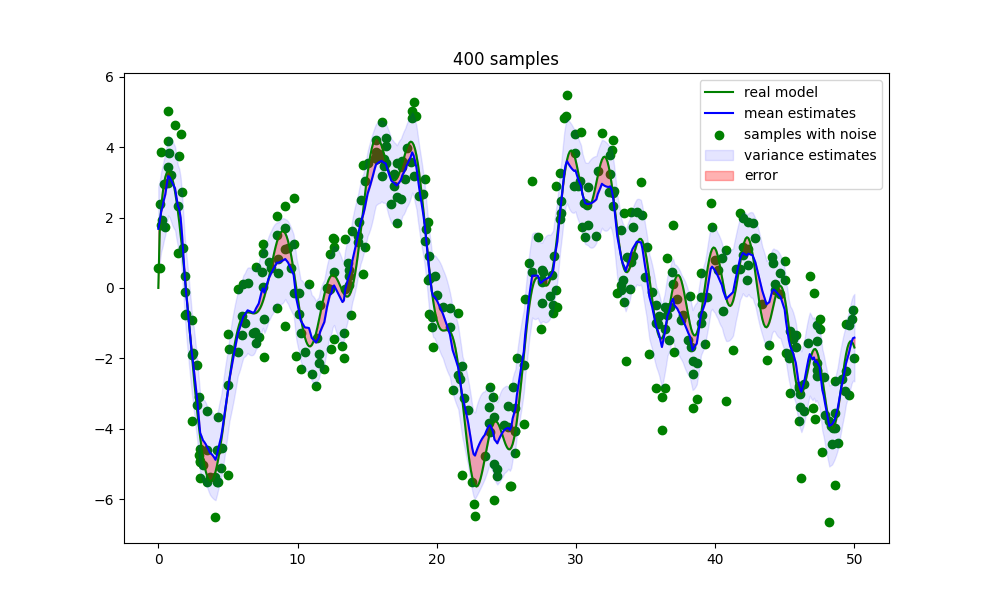 400 samples
real model
mean estimates
samples with noise
variance estimates
error
6
4
2
0
−2
−4
−6
0 10 20 30 40 50